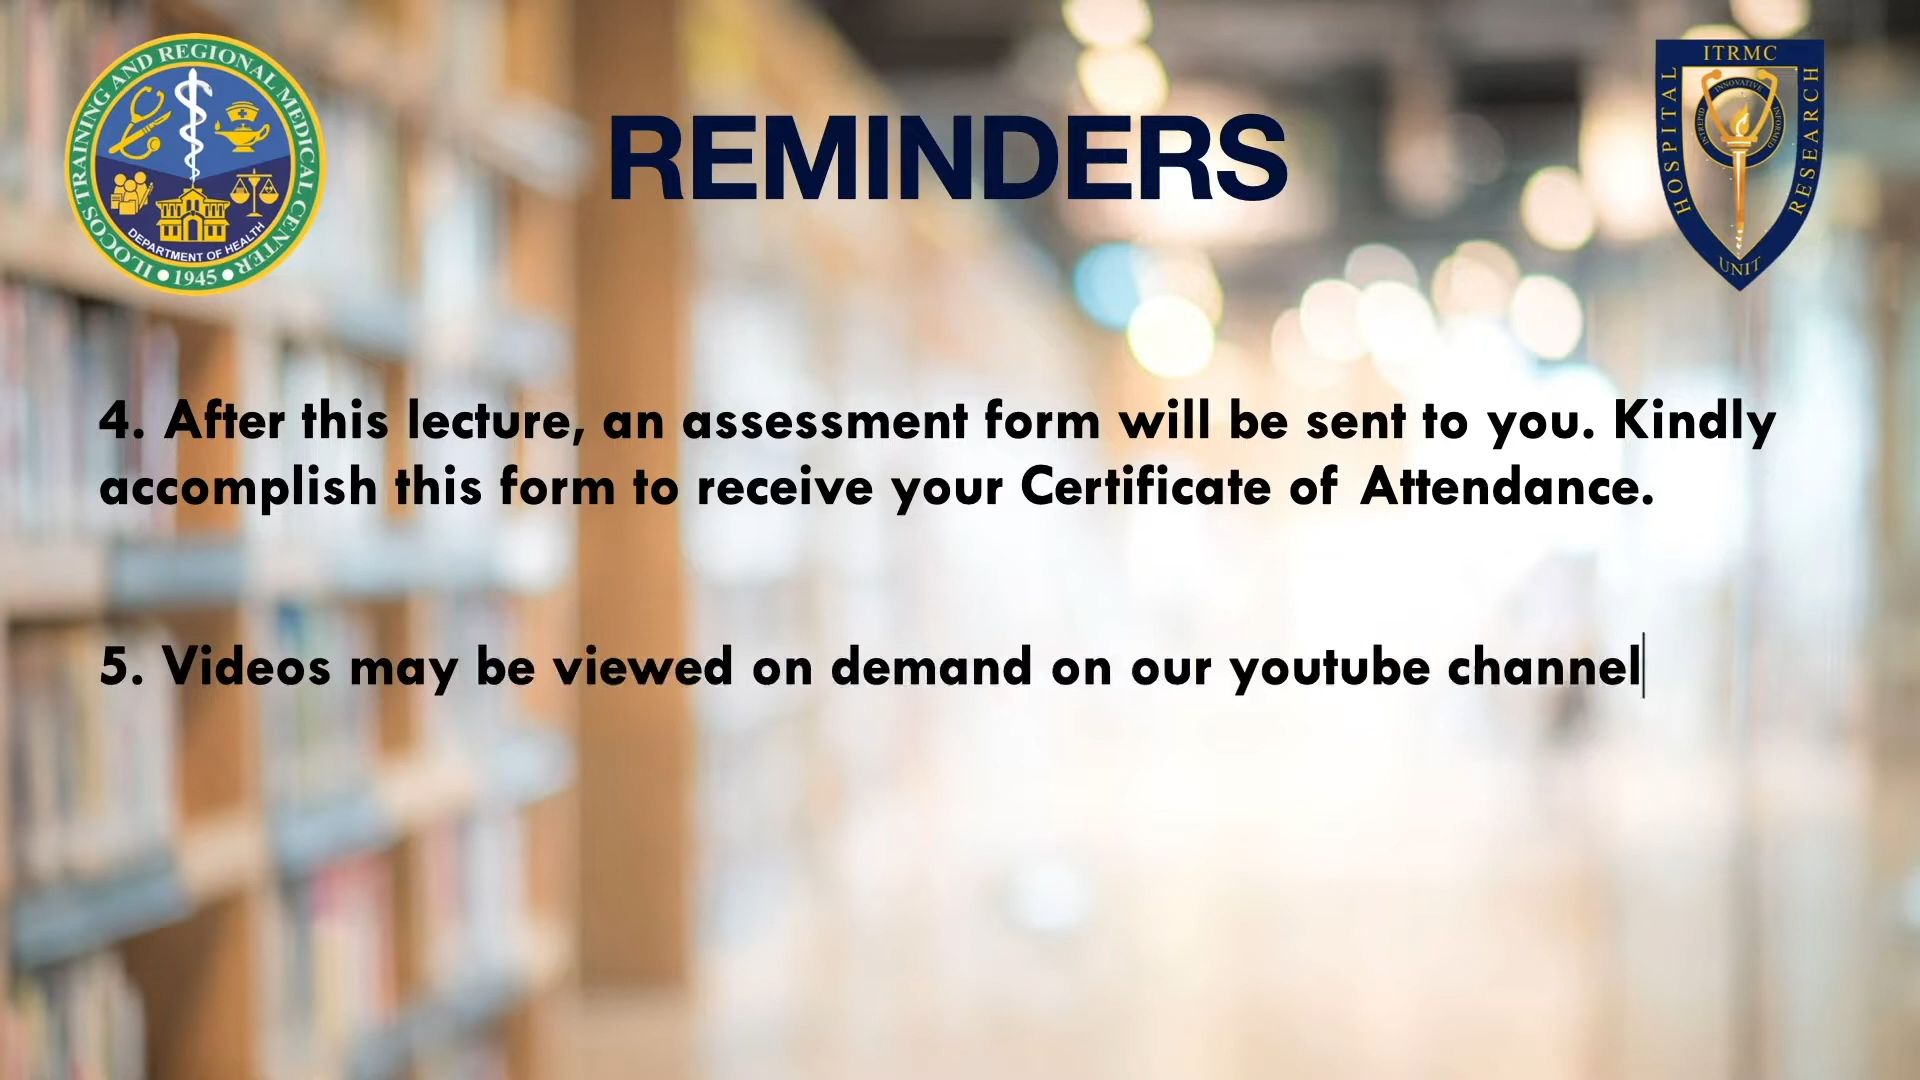 ILOCOS TRAINING AND REGIONAL MEDICAL CENTER
DEPARTMENT OF HEALTH
1945
REMINDERS
ITRMC
HOSPITAL
RESEARCH
UNIT
INNOVATIVE
INTREPID
INFORMED
4. After this lecture, an assessment form will be sent to you. Kindly
accomplish this form to receive your Certificate of Attendance.
5. Videos may be viewed on demand on our youtube channel